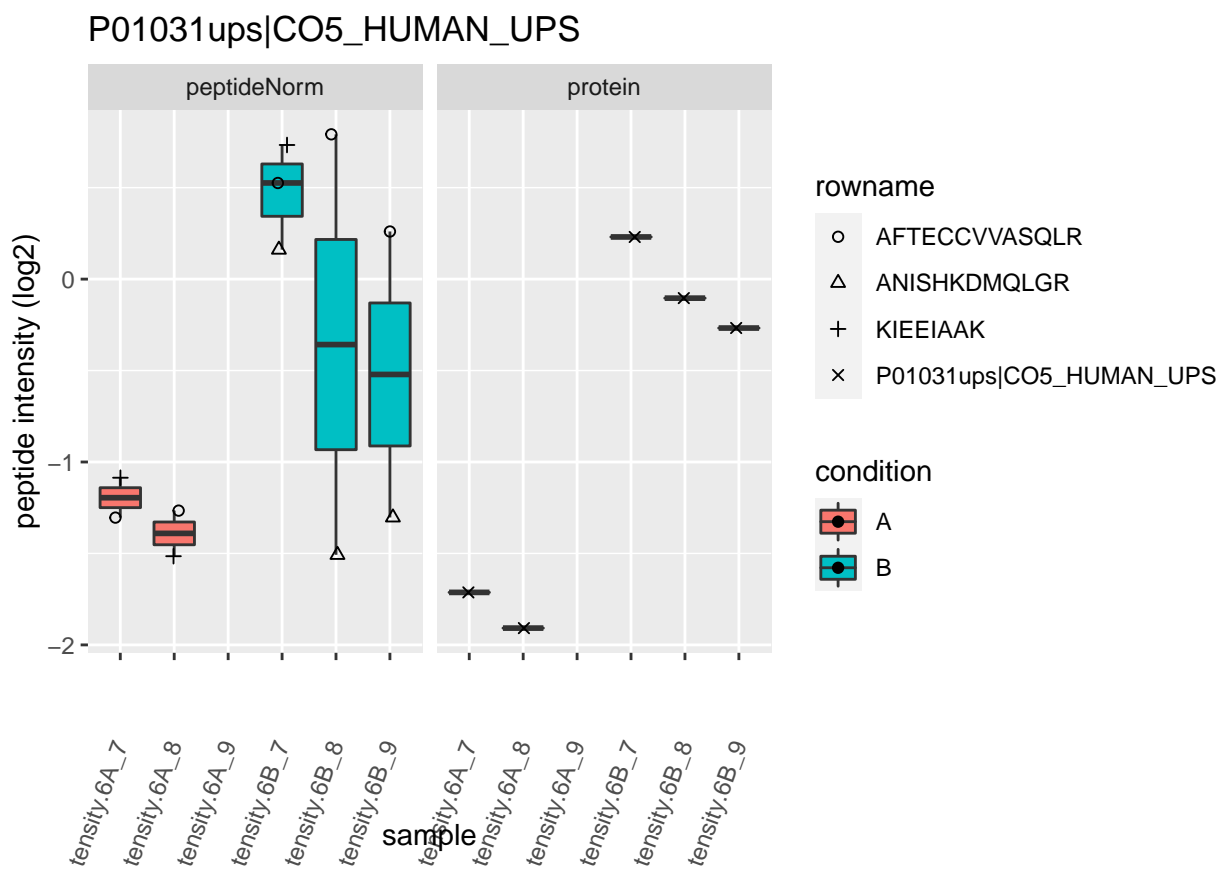 P01031ups|CO5_HUMAN_UPS
peptideNorm
protein
peptide intensity (log2)
0
−1
−2
tensity.6A_7
tensity.6A_8
tensity.6A_9
tensity.6B_7
tensity.6B_8
tensity.6B_9
tensity.6A_7
tensity.6A_8
tensity.6A_9
tensity.6B_7
tensity.6B_8
tensity.6B_9
sample
rowname
AFTECCVVASQLR
ANISHKDMQLGR
KIEEIAAK
P01031ups|CO5_HUMAN_UPS
condition
A
B